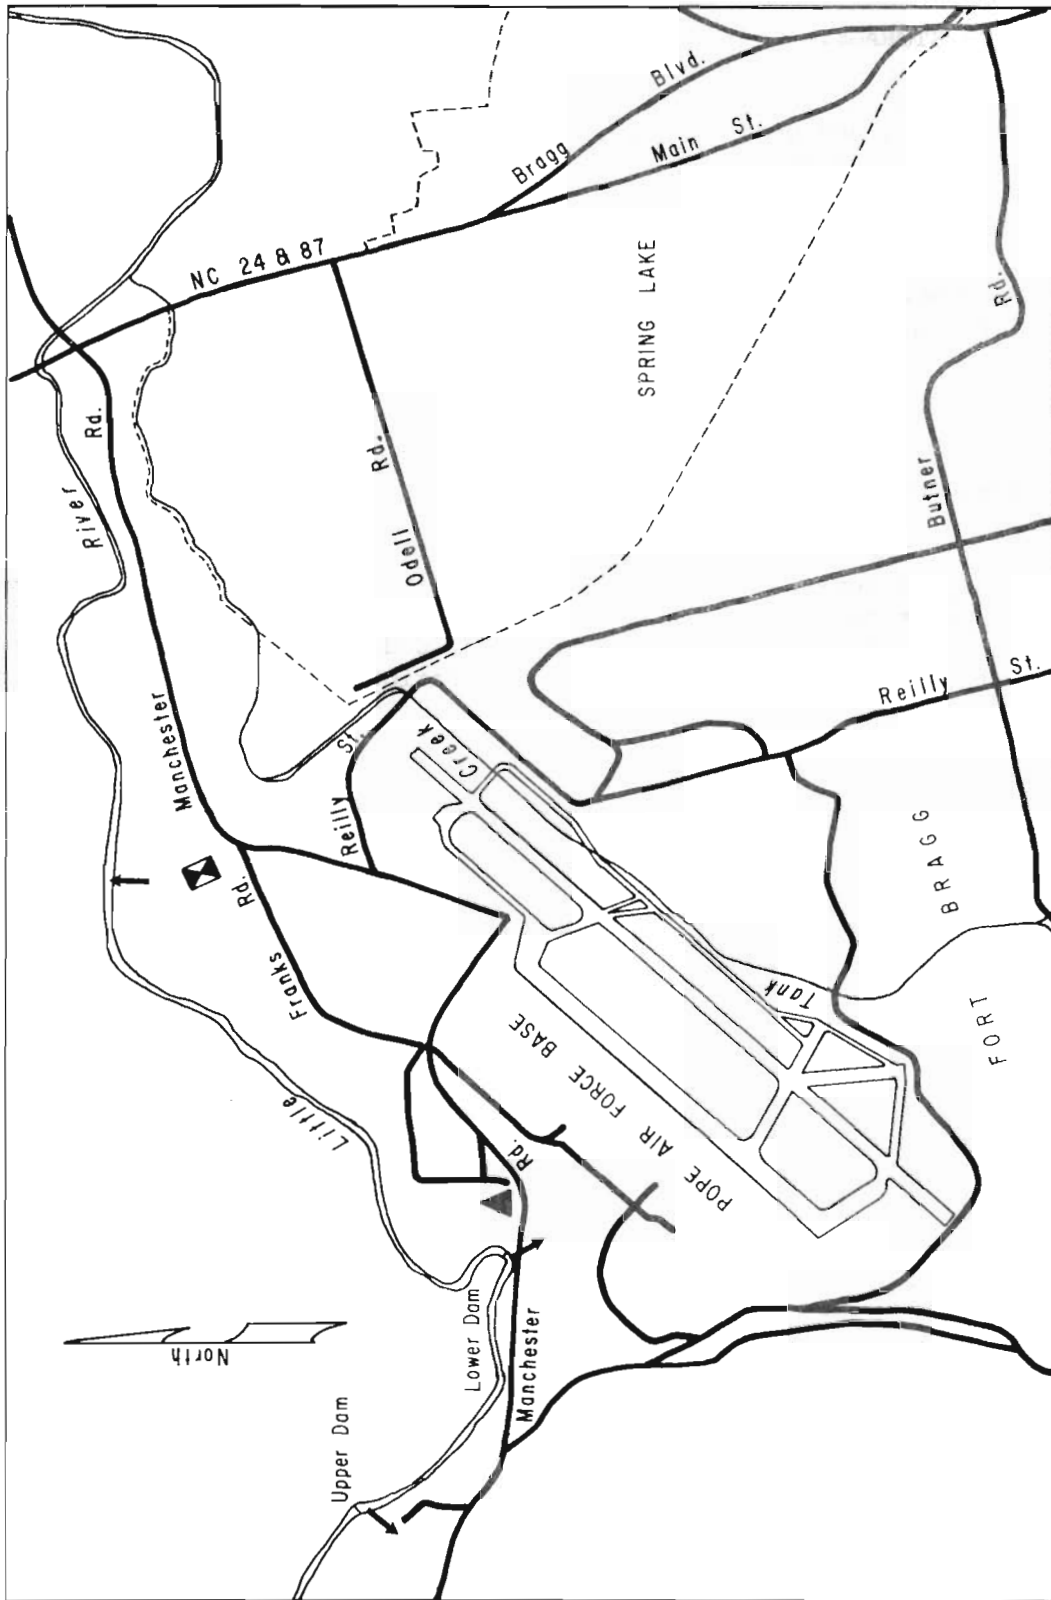 NC 24 & 87
Bragg Blvd.
Main St.
SPRING LAKE
Manchester Rd.
Little River
Odell Rd.
Butner Rd.
Reilly St.
Reilly St.
Franks Rd.
Tank Creek
POPE AIR FORCE BASE
FORT BRAGG
Manchester Rd.
Lower Dam
Upper Dam
North